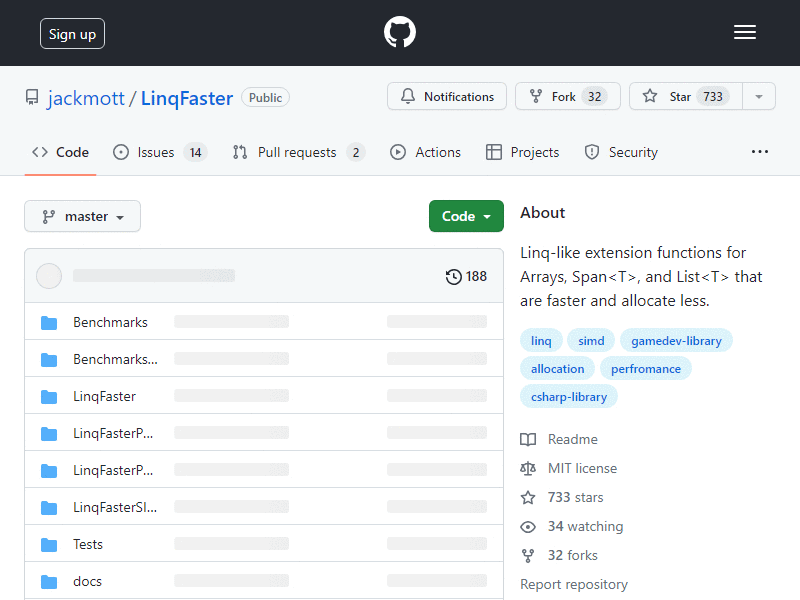 Sign up
jackmott / LinqFaster Public
Notifications Fork 32 Star 733
Code Issues 14 Pull requests 2 Actions Projects Security
master Code
188
Benchmarks
Benchmarks...
LinqFaster
LinqFasterP...
LinqFasterP...
LinqFasterSI...
Tests
docs
About
Linq-like extension functions for
Arrays, Span<T>, and List<T> that
are faster and allocate less.
linq simd gamedev-library
allocation perfromance
csharp-library
Readme
MIT license
733 stars
34 watching
32 forks
Report repository